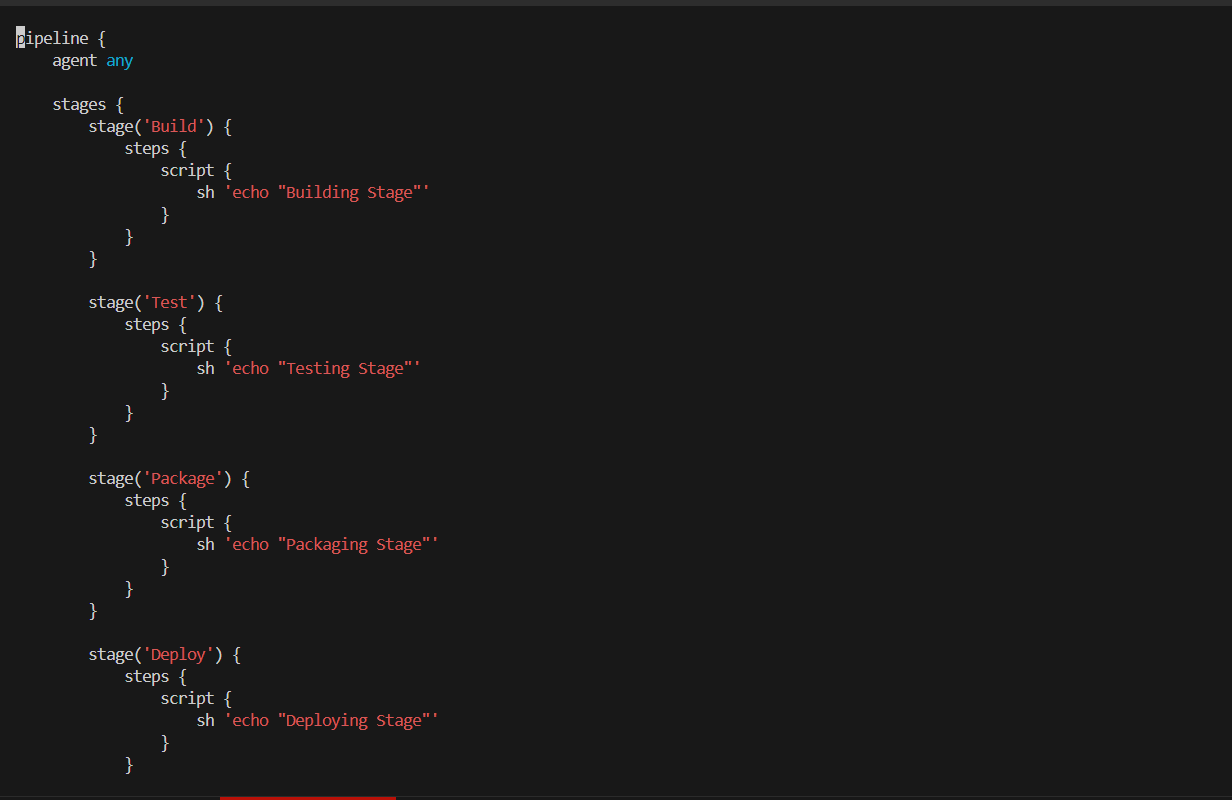 pipeline {
    agent any

    stages {
        stage('Build') {
            steps {
                script {
                    sh 'echo "Building Stage"'
                }
            }
        }

        stage('Test') {
            steps {
                script {
                    sh 'echo "Testing Stage"'
                }
            }
        }

        stage('Package') {
            steps {
                script {
                    sh 'echo "Packaging Stage"'
                }
            }
        }

        stage('Deploy') {
            steps {
                script {
                    sh 'echo "Deploying Stage"'
                }
            }